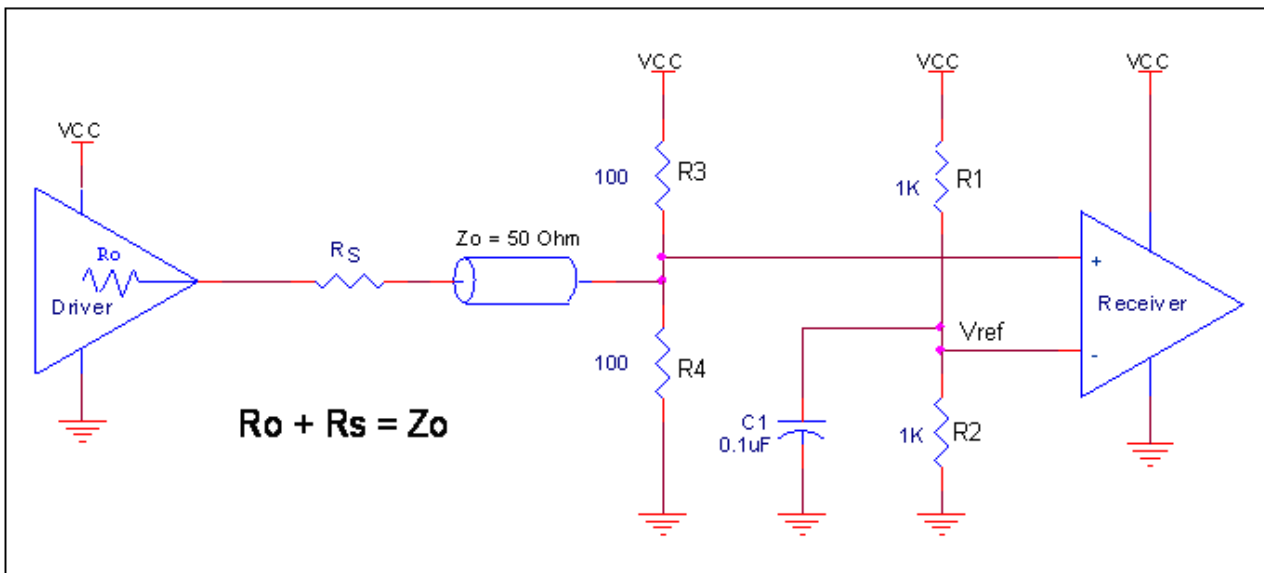 VCC
VCC
VCC
VCC
R3
100
R1
1K
Zo = 50 Ohm
Ro
RS
Driver
+
Receiver
Vref
-
R4
100
Ro + Rs = Zo
C1
0.1uF
1K
R2